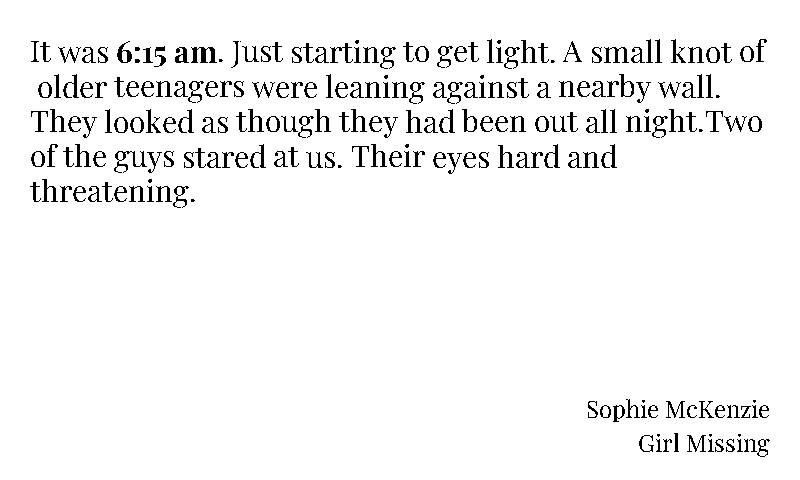 It was 6:15 am. Just starting to get light. A small knot of
older teenagers were leaning against a nearby wall.
They looked as though they had been out all night.Two
of the guys stared at us. Their eyes hard and
threatening.
Sophie McKenzie
Girl Missing